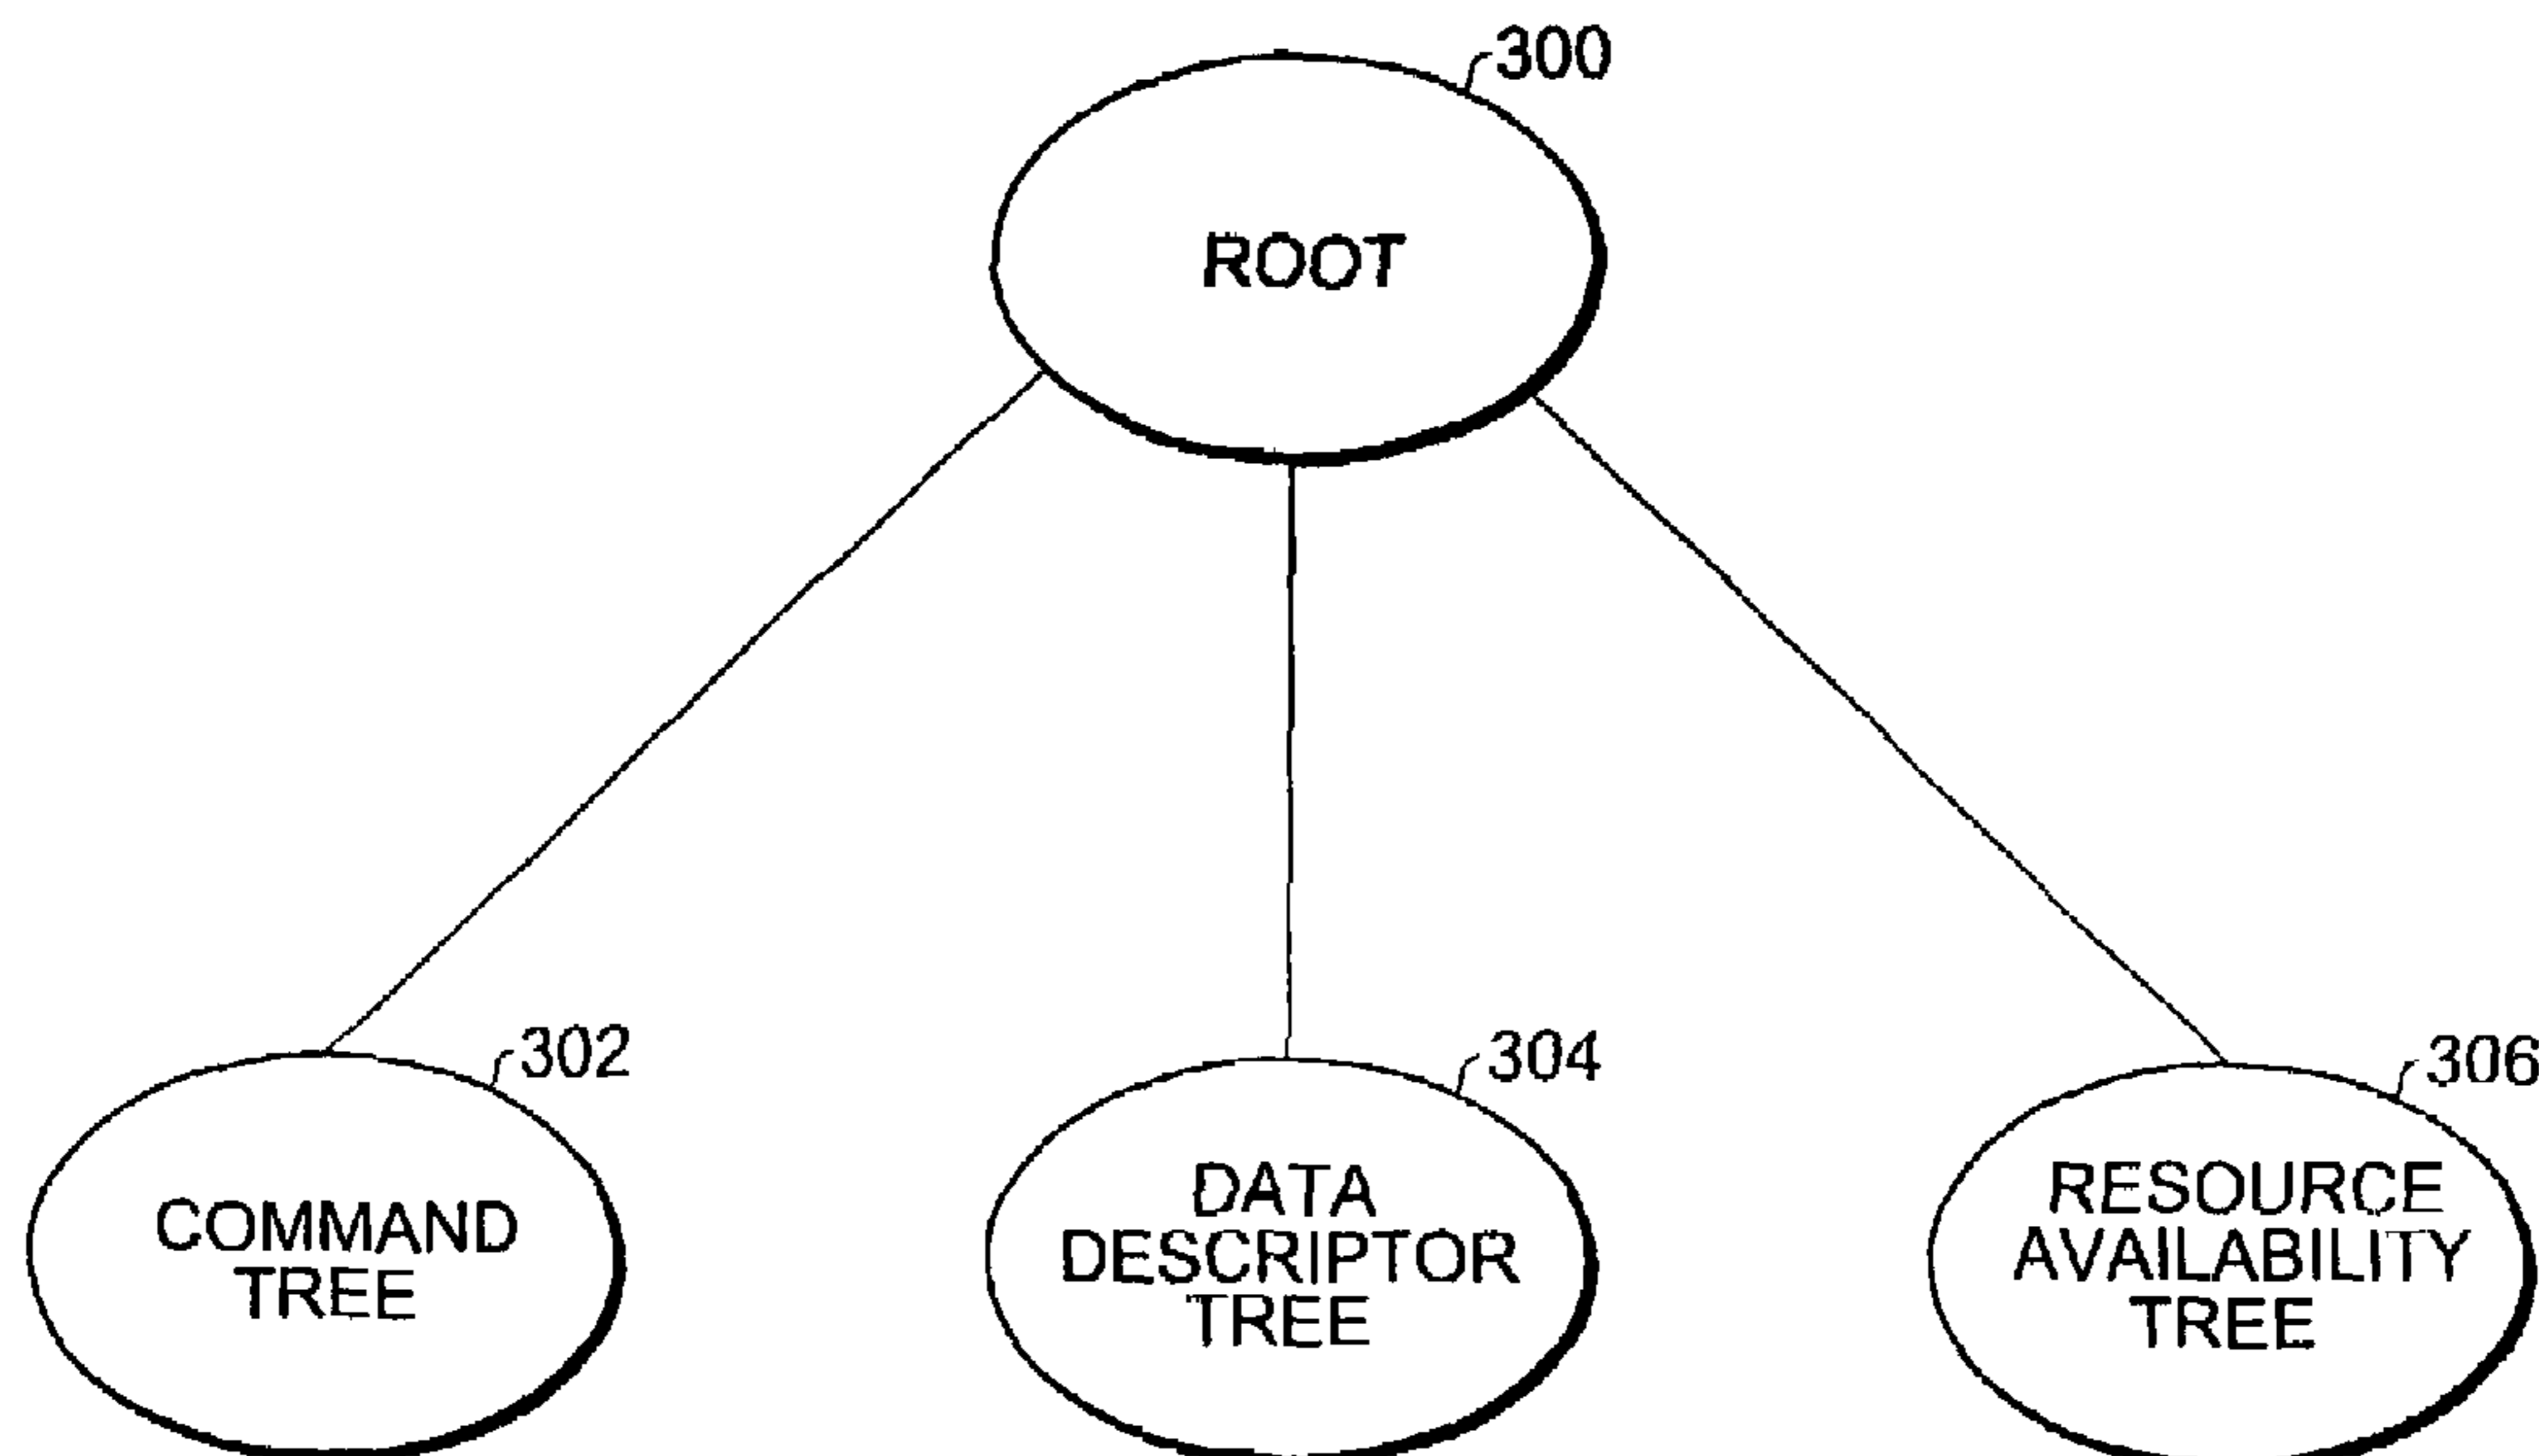 300
ROOT
302
304
306
COMMAND
TREE
DATA
DESCRIPTOR
TREE
RESOURCE
AVAILABILITY
TREE